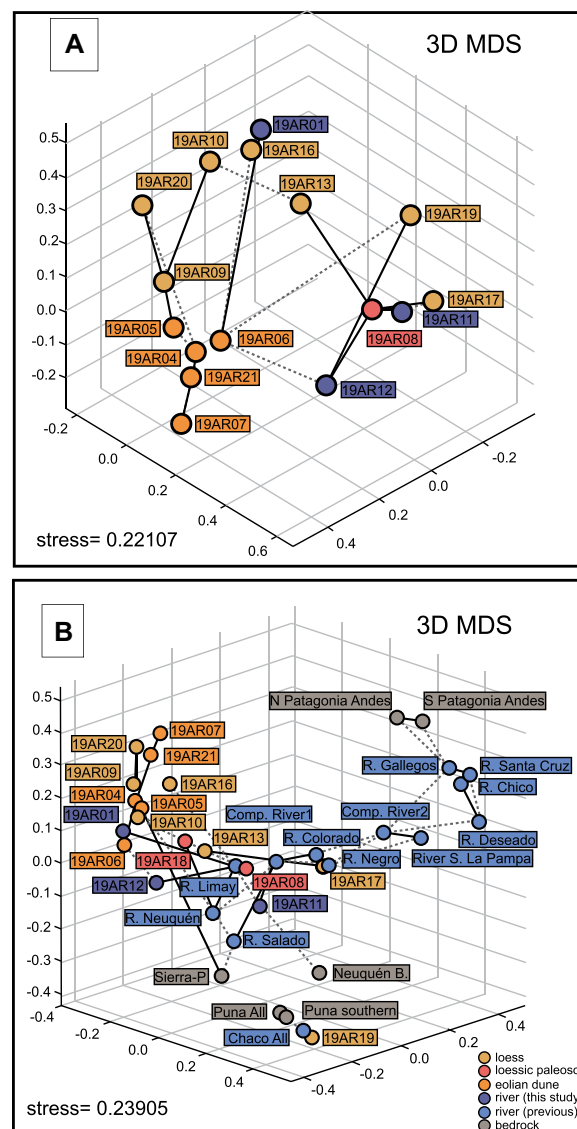 A
3D MDS
19AR01
19AR10
19AR16
19AR20
19AR13
19AR19
19AR09
19AR17
19AR05
19AR06
19AR11
19AR04
19AR08
19AR21
19AR12
19AR07
0.5
0.4
0.3
0.2
0.1
0.0
-0.1
-0.2
-0.2
0.0
0.2
0.4
0.6
0.4
0.2
0.0
-0.2
stress= 0.22107
B
3D MDS
N Patagonia Andes
S Patagonia Andes
19AR07
19AR20
19AR21
R. Gallegos
R. Santa Cruz
19AR09
19AR16
R. Chico
19AR04
19AR05
19AR01
19AR10
Comp. River1
Comp. River2
19AR13
R. Colorado
R. Deseado
19AR06
19AR18
R. Negro
River S. La Pampa
19AR12
R. Limay
19AR08
19AR17
19AR11
R. Neuquén
R. Salado
Sierra-P
Neuquén B.
Puna All
Puna southern
Chaco All
19AR19
0.5
0.4
0.3
0.2
0.1
0.0
-0.1
-0.2
-0.3
-0.4
-0.4
-0.2
0.0
0.2
0.4
-0.4
-0.2
0.0
0.2
0.4
loess
loessic paleoso
eolian dune
river (this study
river (previous)
bedrock
stress= 0.23905